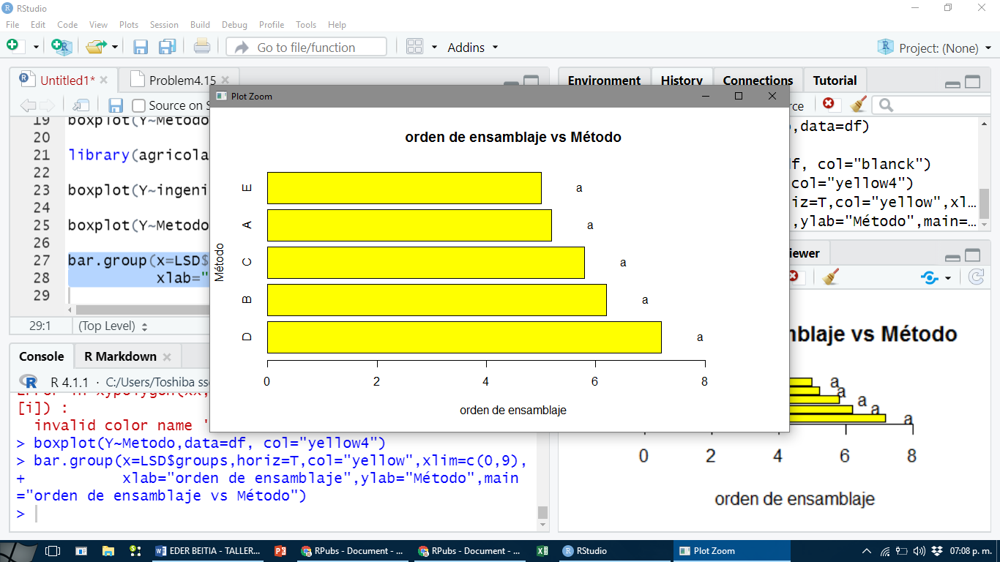 RStudio
File Edit Code View Plots Session Build Debug Profile Tools Help
Go to file/function Addins Project: (None)
Untitled1* Problem4.15
Source on S
19 boxplot(Y~Metodo
20
21 library(agricola
22
23 boxplot(Y~ingeni
24
25 boxplot(Y~Metodo
26
27 bar.group(x=LSD$
28 xlab="
29
29:1 (Top Level)
Console R Markdown
R 4.1.1 · C:/Users/Toshiba ss
[i]) :
invalid color name '
> boxplot(Y~Metodo,data=df, col="yellow4")
> bar.group(x=LSD$groups,horiz=T,col="yellow",xlim=c(0,9),
+ xlab="orden de ensamblaje",ylab="Método",main
="orden de ensamblaje vs Método")
>
Plot Zoom
orden de ensamblaje vs Método
Método
E a
A a
C a
B a
D a
0 2 4 6 8
orden de ensamblaje
Environment History Connections Tutorial
rce
,data=df)
f, col="blanck")
col="yellow4")
iz=T,col="yellow",xl…
,ylab="Método",main=…
ewer
blaje vs Método
a
a
a
a
a
0 2 4 6 8
orden de ensamblaje
EDER BEITIA - TALLER... RPubs - Document - ... RPubs - Document - ... RStudio Plot Zoom 07:08 p. m.